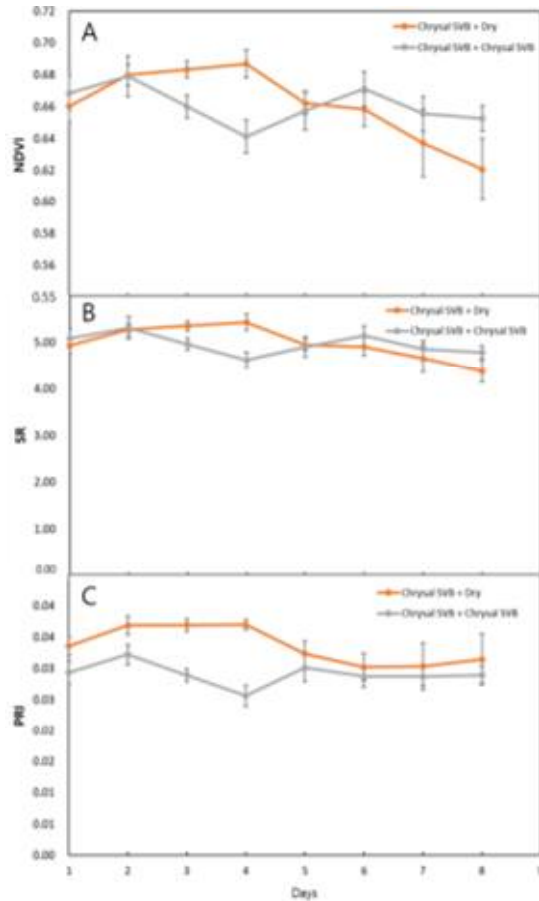 0.72
A
Chrysal SVB + Dry
Chrysal SVB + Chrysal SVB
0.70
0.68
0.66
0.64
0.62
0.60
0.58
0.56
0.54
NDVI
0.55
B
Chrysal SVB + Dry
Chrysal SVB + Chrysal SVB
5.00
4.00
3.00
2.00
1.00
0.00
SR
C
Chrysal SVB + Dry
Chrysal SVB + Chrysal SVB
0.04
0.04
0.03
0.03
0.02
0.02
0.01
0.01
0.00
PRI
1 2 3 4 5 6 7 8
Days